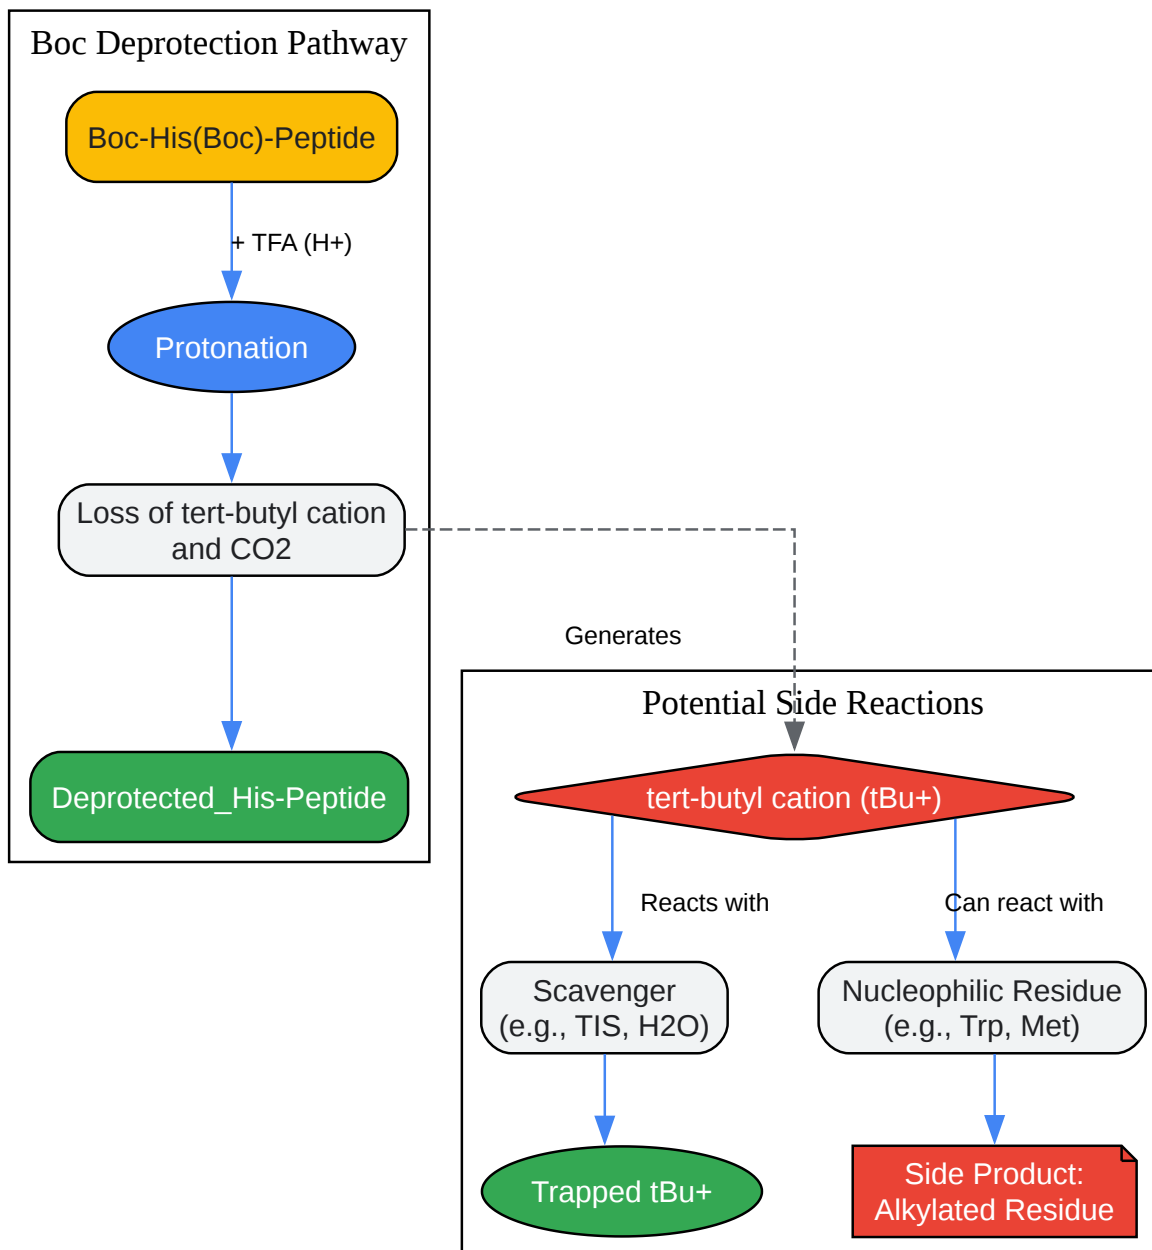 Boc Deprotection Pathway
Boc-His(Boc)-Peptide
+ TFA (H+)
Protonation
Loss of tert-butyl cation
and CO2
Deprotected_His-Peptide
Generates
Potential Side Reactions
tert-butyl cation (tBu+)
Reacts with
Can react with
Scavenger
(e.g., TIS, H2O)
Nucleophilic Residue
(e.g., Trp, Met)
Trapped tBu+
Side Product:
Alkylated Residue